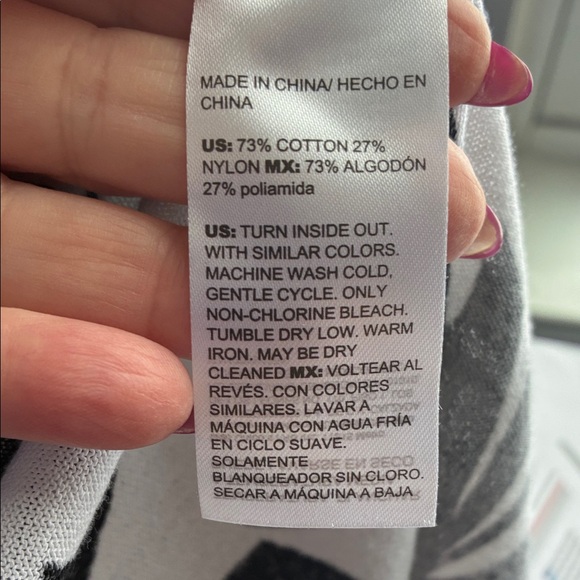 MADE IN CHINA/ HECHO EN
CHINA
US: 73% COTTON 27%
NYLON MX: 73% ALGODÓN
27% poliamida
US: TURN INSIDE OUT.
WITH SIMILAR COLORS.
MACHINE WASH COLD,
GENTLE CYCLE. ONLY
NON-CHLORINE BLEACH.
TUMBLE DRY LOW. WARM
IRON. MAY BE DRY
CLEANED MX: VOLTEAR AL
REVÉS. CON COLORES
SIMILARES. LAVAR A
MÁQUINA CON AGUA FRÍA
EN CICLO SUAVE.
SOLAMENTE
BLANQUEADOR SIN CLORO.
SECAR A MÁQUINA A BAJA